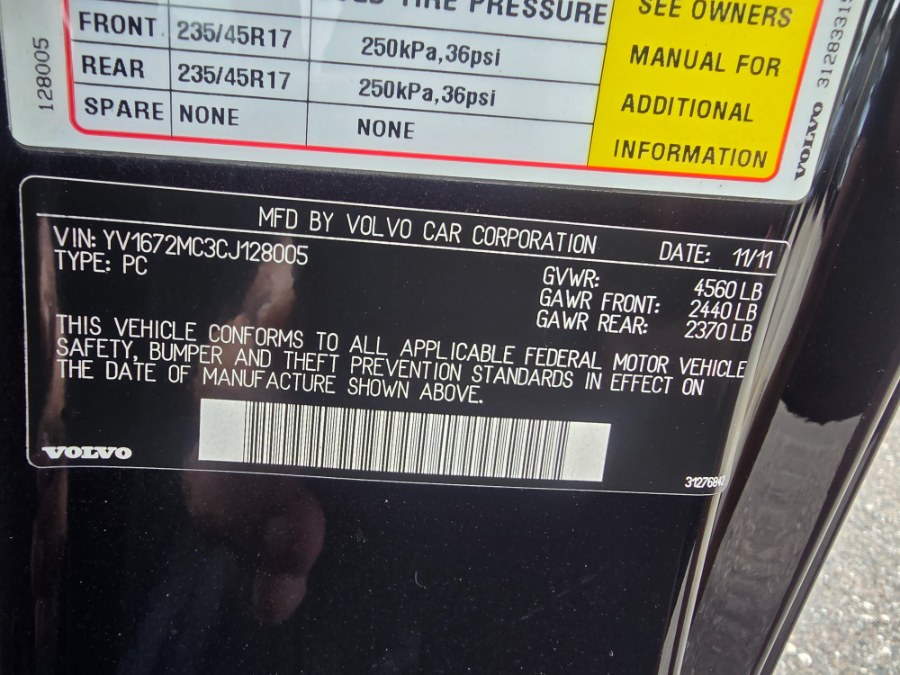 TIRE PRESSURE
SEE OWNERS
MANUAL FOR
ADDITIONAL
INFORMATION
FRONT 235/45R17 250kPa,36psi
REAR 235/45R17 250kPa,36psi
SPARE NONE NONE
128005
VOLVO
MFD BY VOLVO CAR CORPORATION DATE: 11/11
VIN: YV1672MC3CJ128005
TYPE: PC
GVWR: 4560 LB
GAWR FRONT: 2440 LB
GAWR REAR: 2370 LB
THIS VEHICLE CONFORMS TO ALL APPLICABLE FEDERAL MOTOR VEHICLE
SAFETY, BUMPER AND THEFT PREVENTION STANDARDS IN EFFECT ON
THE DATE OF MANUFACTURE SHOWN ABOVE.
VOLVO